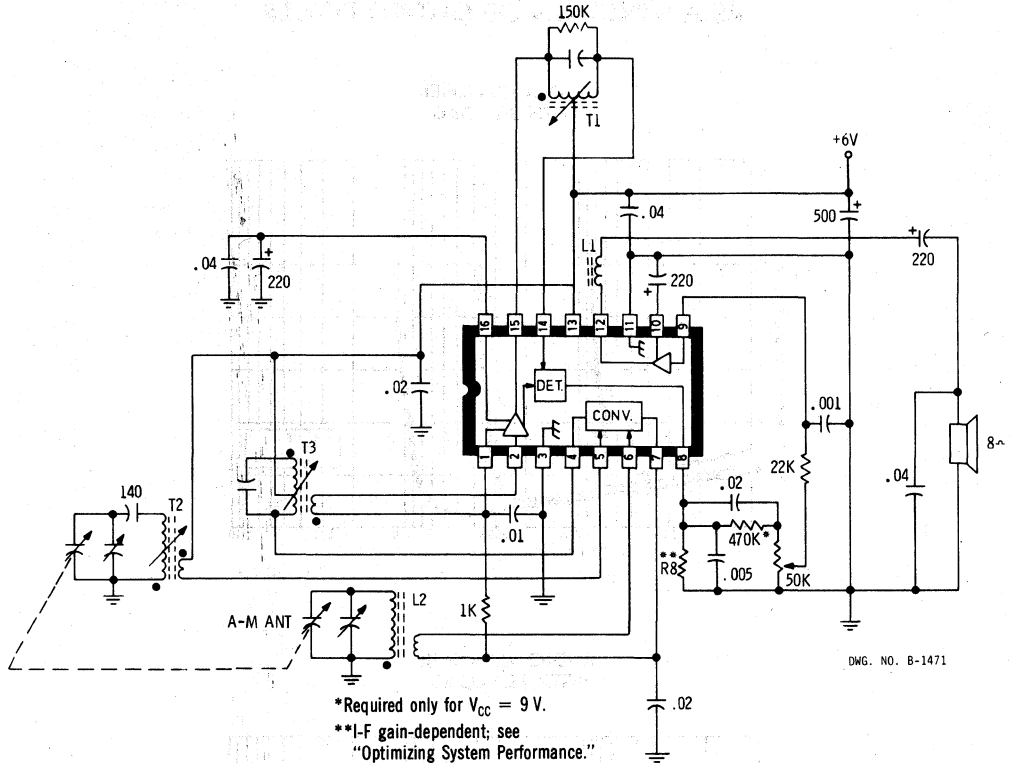 150K
T1
+6V
.04
500
+
L1
+
220
.04
+
220
220
+
16
15
14
13
12
11
10
9
.02
DET.
CONV.
.001
8~
T3
1
2
3
4
5
6
7
8
22K
.04
140
T2
.02
.01
470K*
**
R8
.005
50K
1K
A-M ANT
L2
DWG. NO. B-1471
.02
*Required only for VCC = 9 V.
**I-F gain-dependent; see
"Optimizing System Performance."